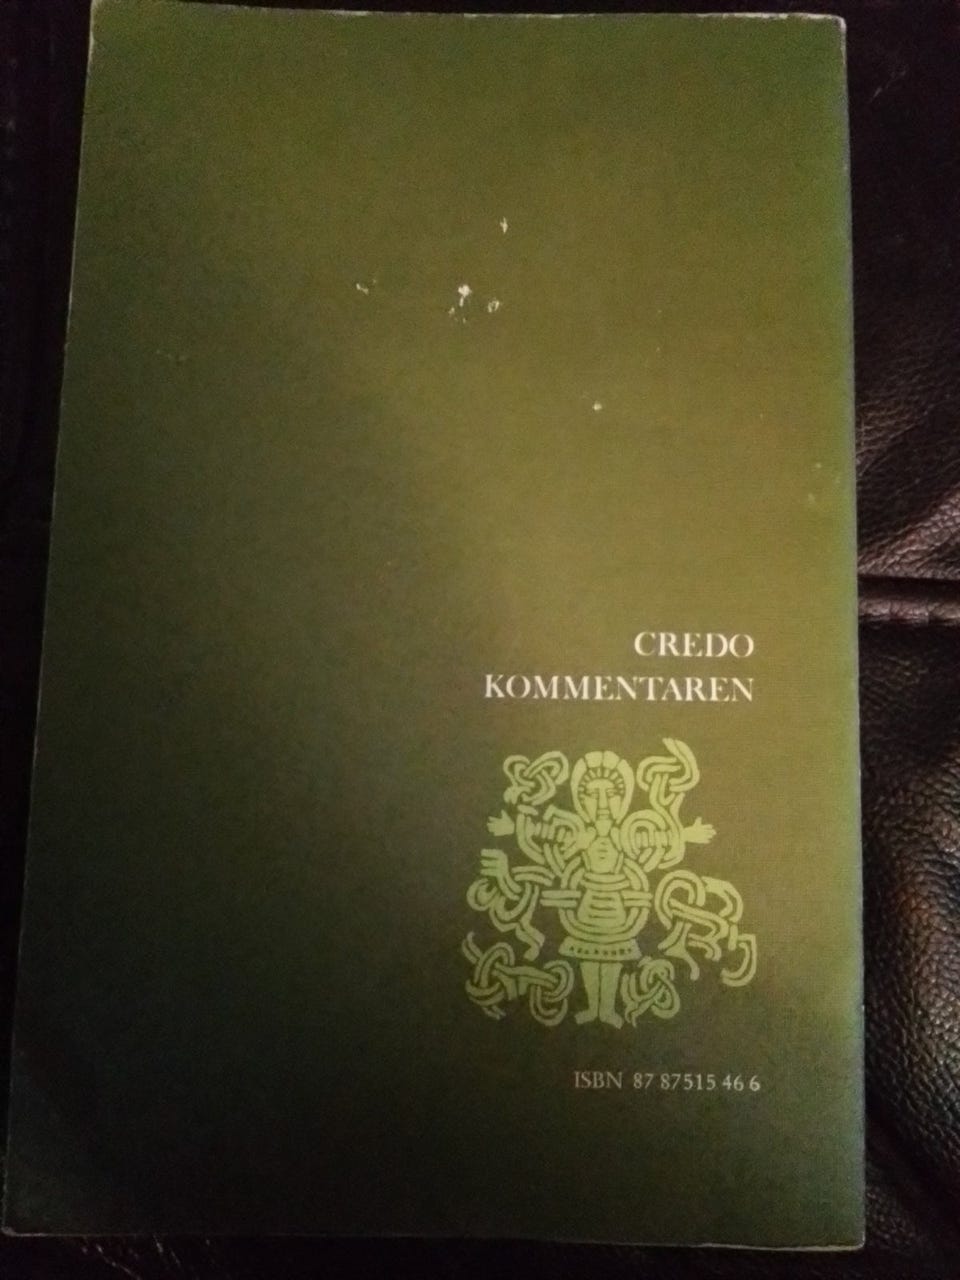 CREDO
KOMMENTAREN
ISBN 87 87515 46 6